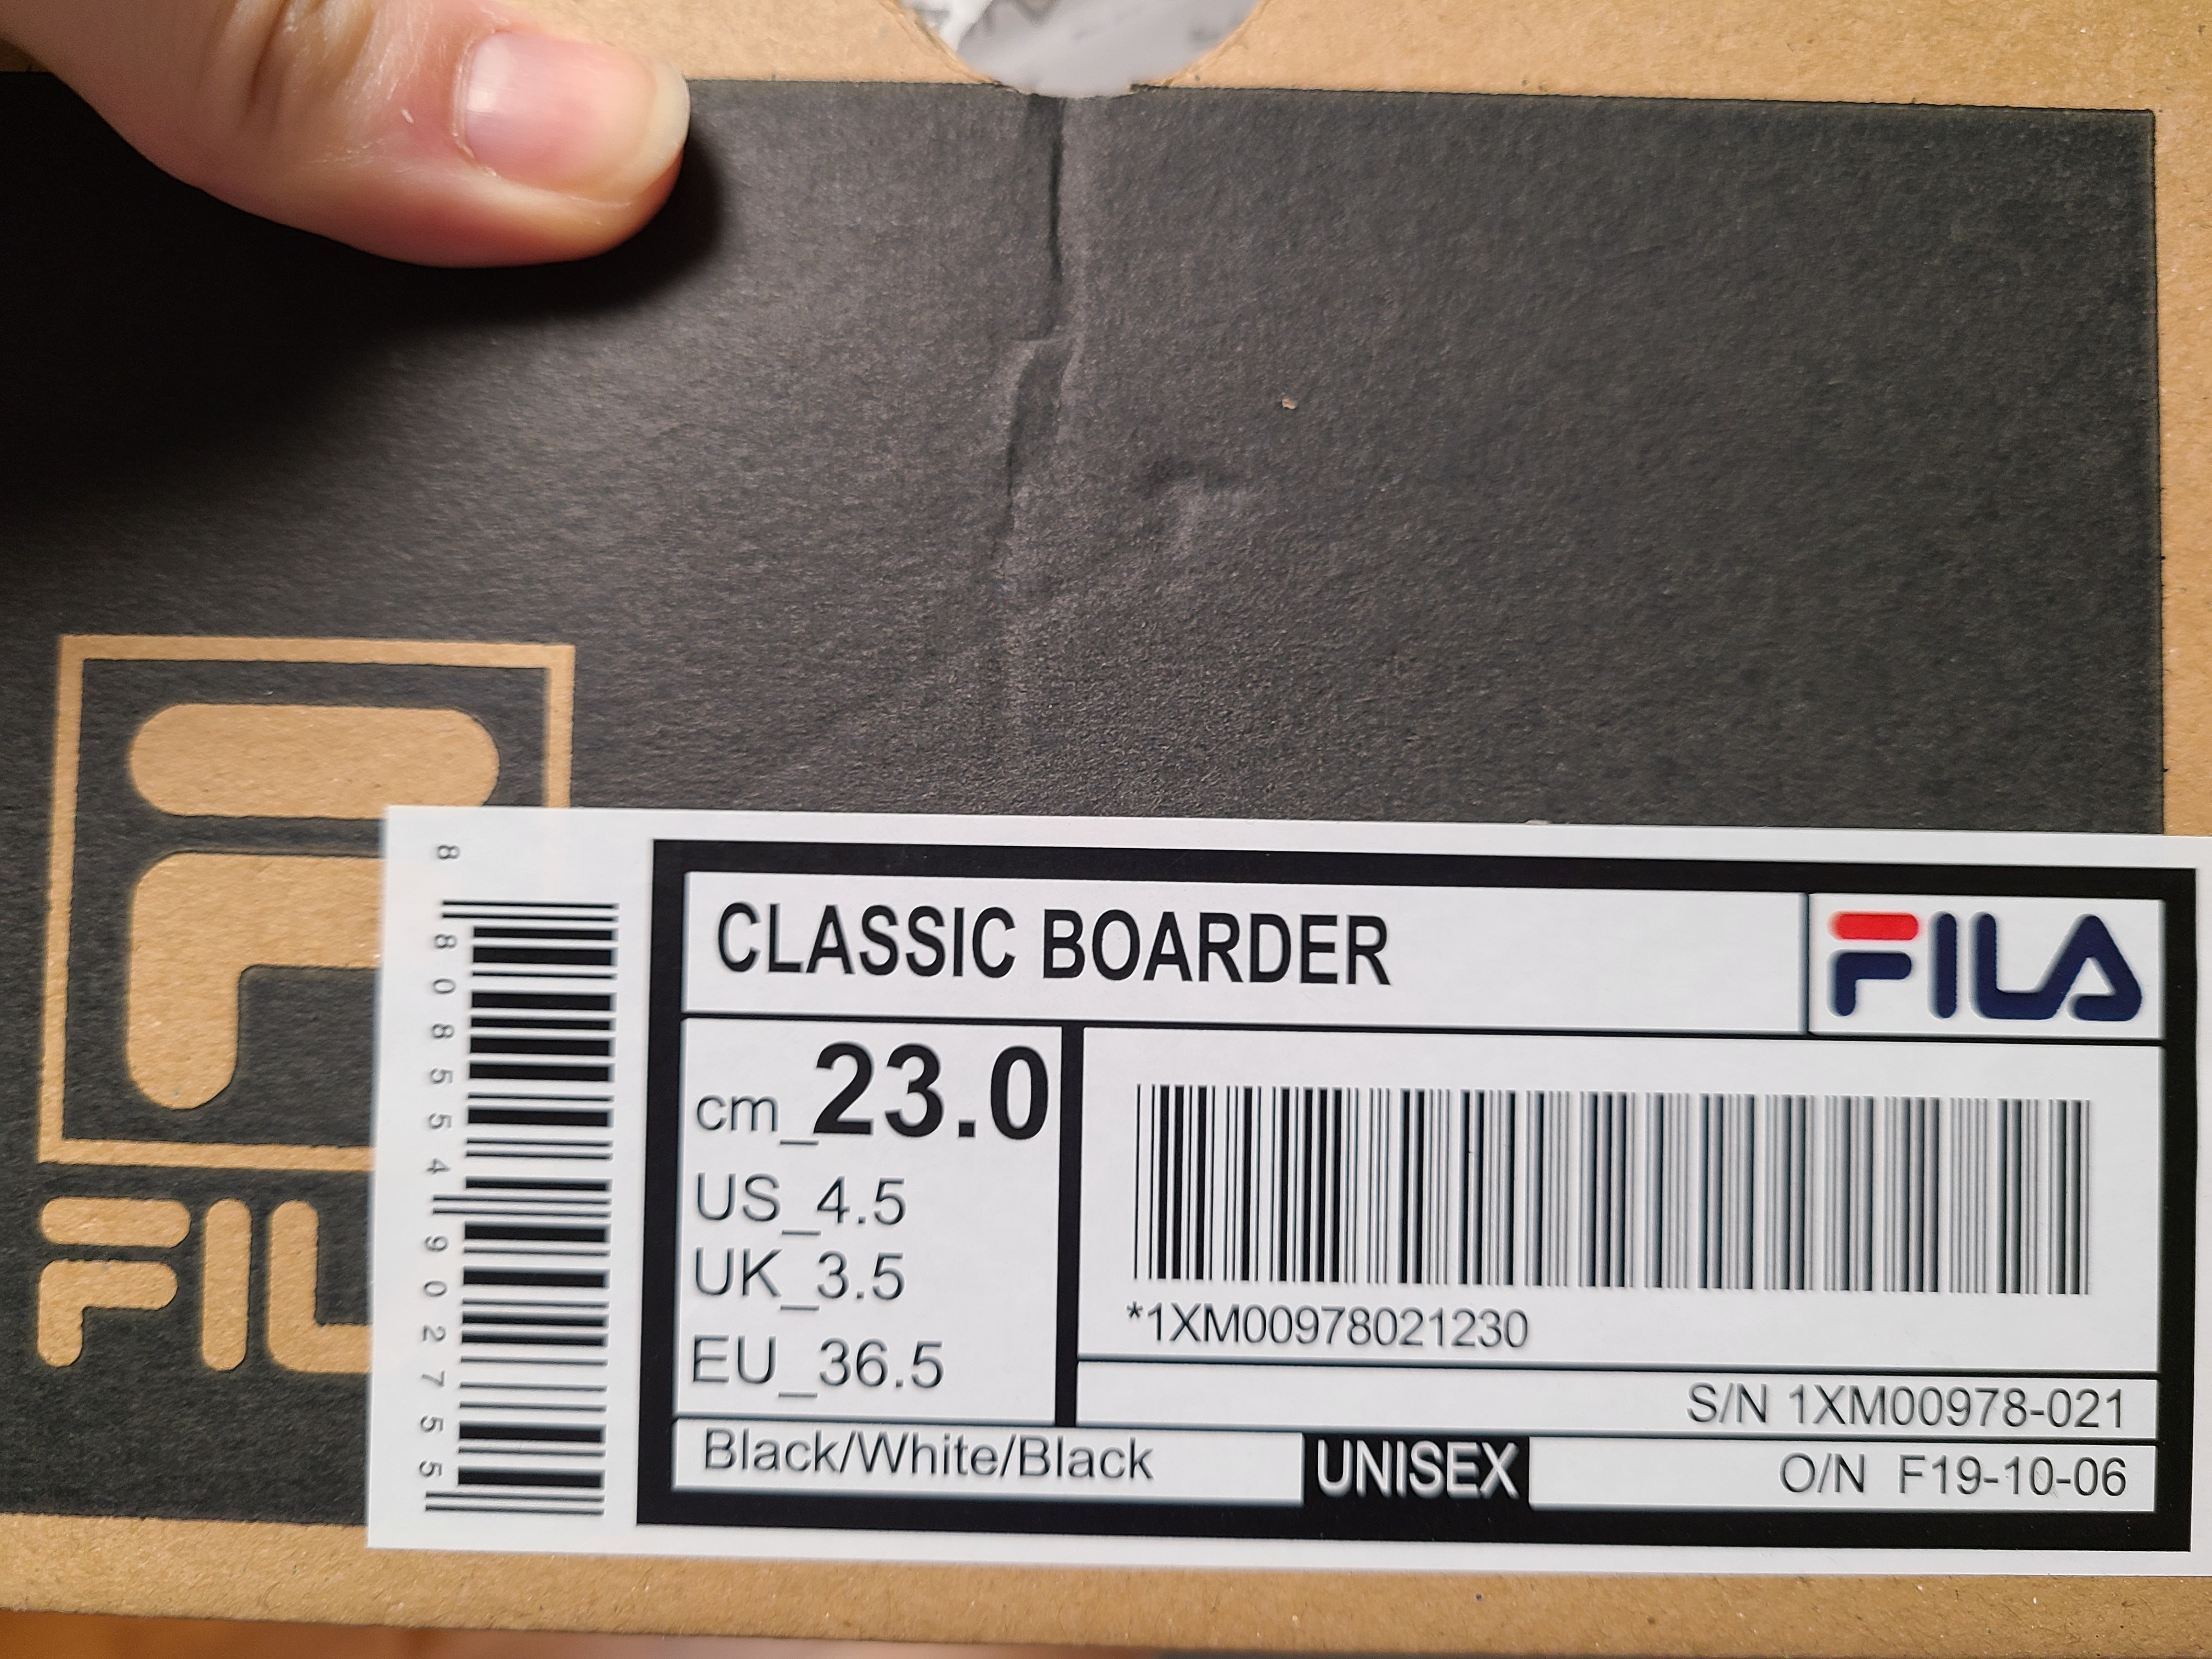 FIL
8 808554 902755
CLASSIC BOARDER
FILA
cm_23.0
US_4.5
UK_3.5
EU_36.5
*1XM00978021230
S/N 1XM00978-021
Black/White/Black
UNISEX
O/N F19-10-06